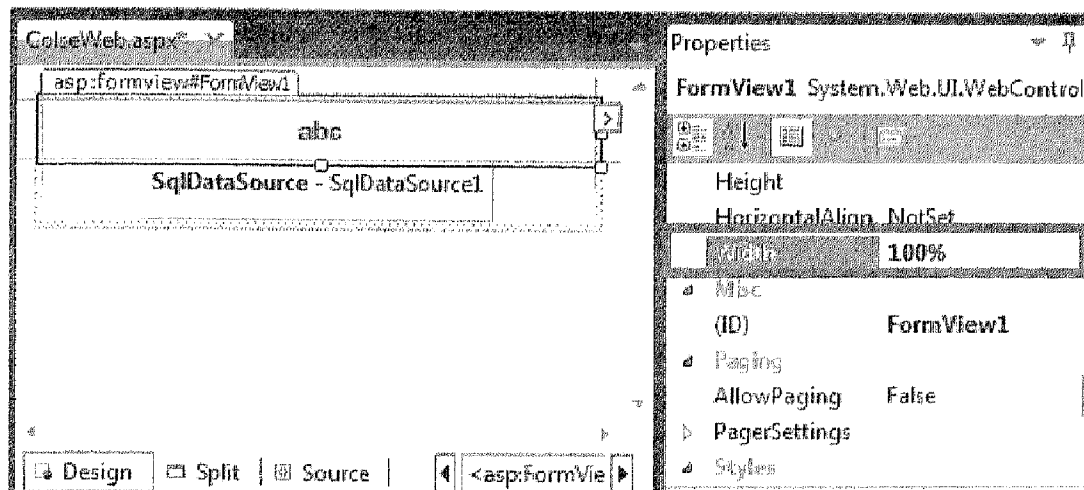 ColseWeb.aspx*
asp:formview#FormView1
abc
SqlDataSource - SqlDataSource1
Design
Split
Source
<asp:FormVie
Properties
FormView1 System.Web.UI.WebControl
Height
HorizontalAlign NotSet
Width 100%
Misc
(ID) FormView1
Paging
AllowPaging False
PagerSettings
Styles